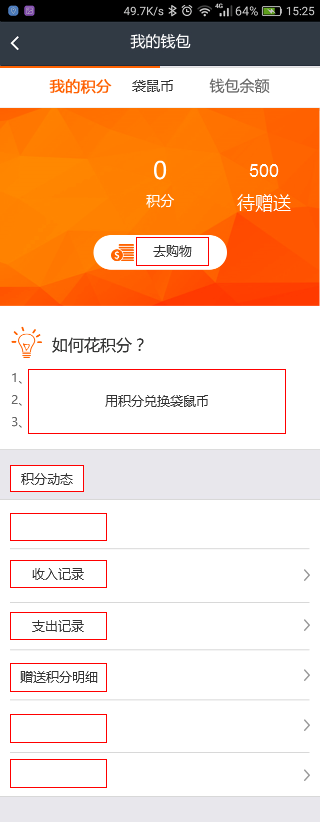 49.7K/s 4G 64% 15:25
我的钱包
我的积分 袋鼠币 钱包余额
0 500
积分 待赠送
$ 去购物
如何花积分？
1、
2、 用积分兑换袋鼠币
3、
积分动态
收入记录
支出记录
赠送积分明细